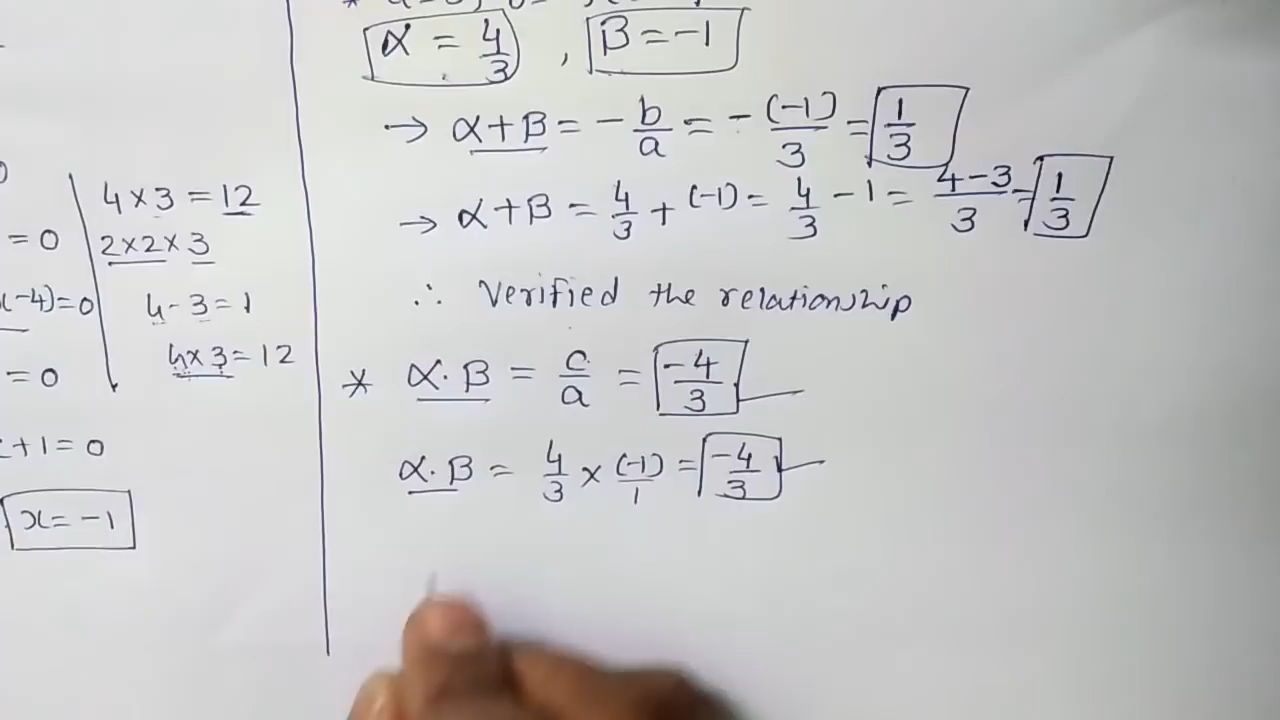 = 0
(x-4)=0
= 0
x+1=0
x=-1
4×3=12
2×2×3
4-3=1
4×3=12
α = 4/3 , β=-1
→ α+β = - b/a = - (-1)/3 = 1/3
→ α+β = 4/3 + (-1) = 4/3 - 1 = 4-3/3 = 1/3
∴ Verified the relationship
* α·β = c/a = -4/3
α·β = 4/3 × (-1)/1 = -4/3